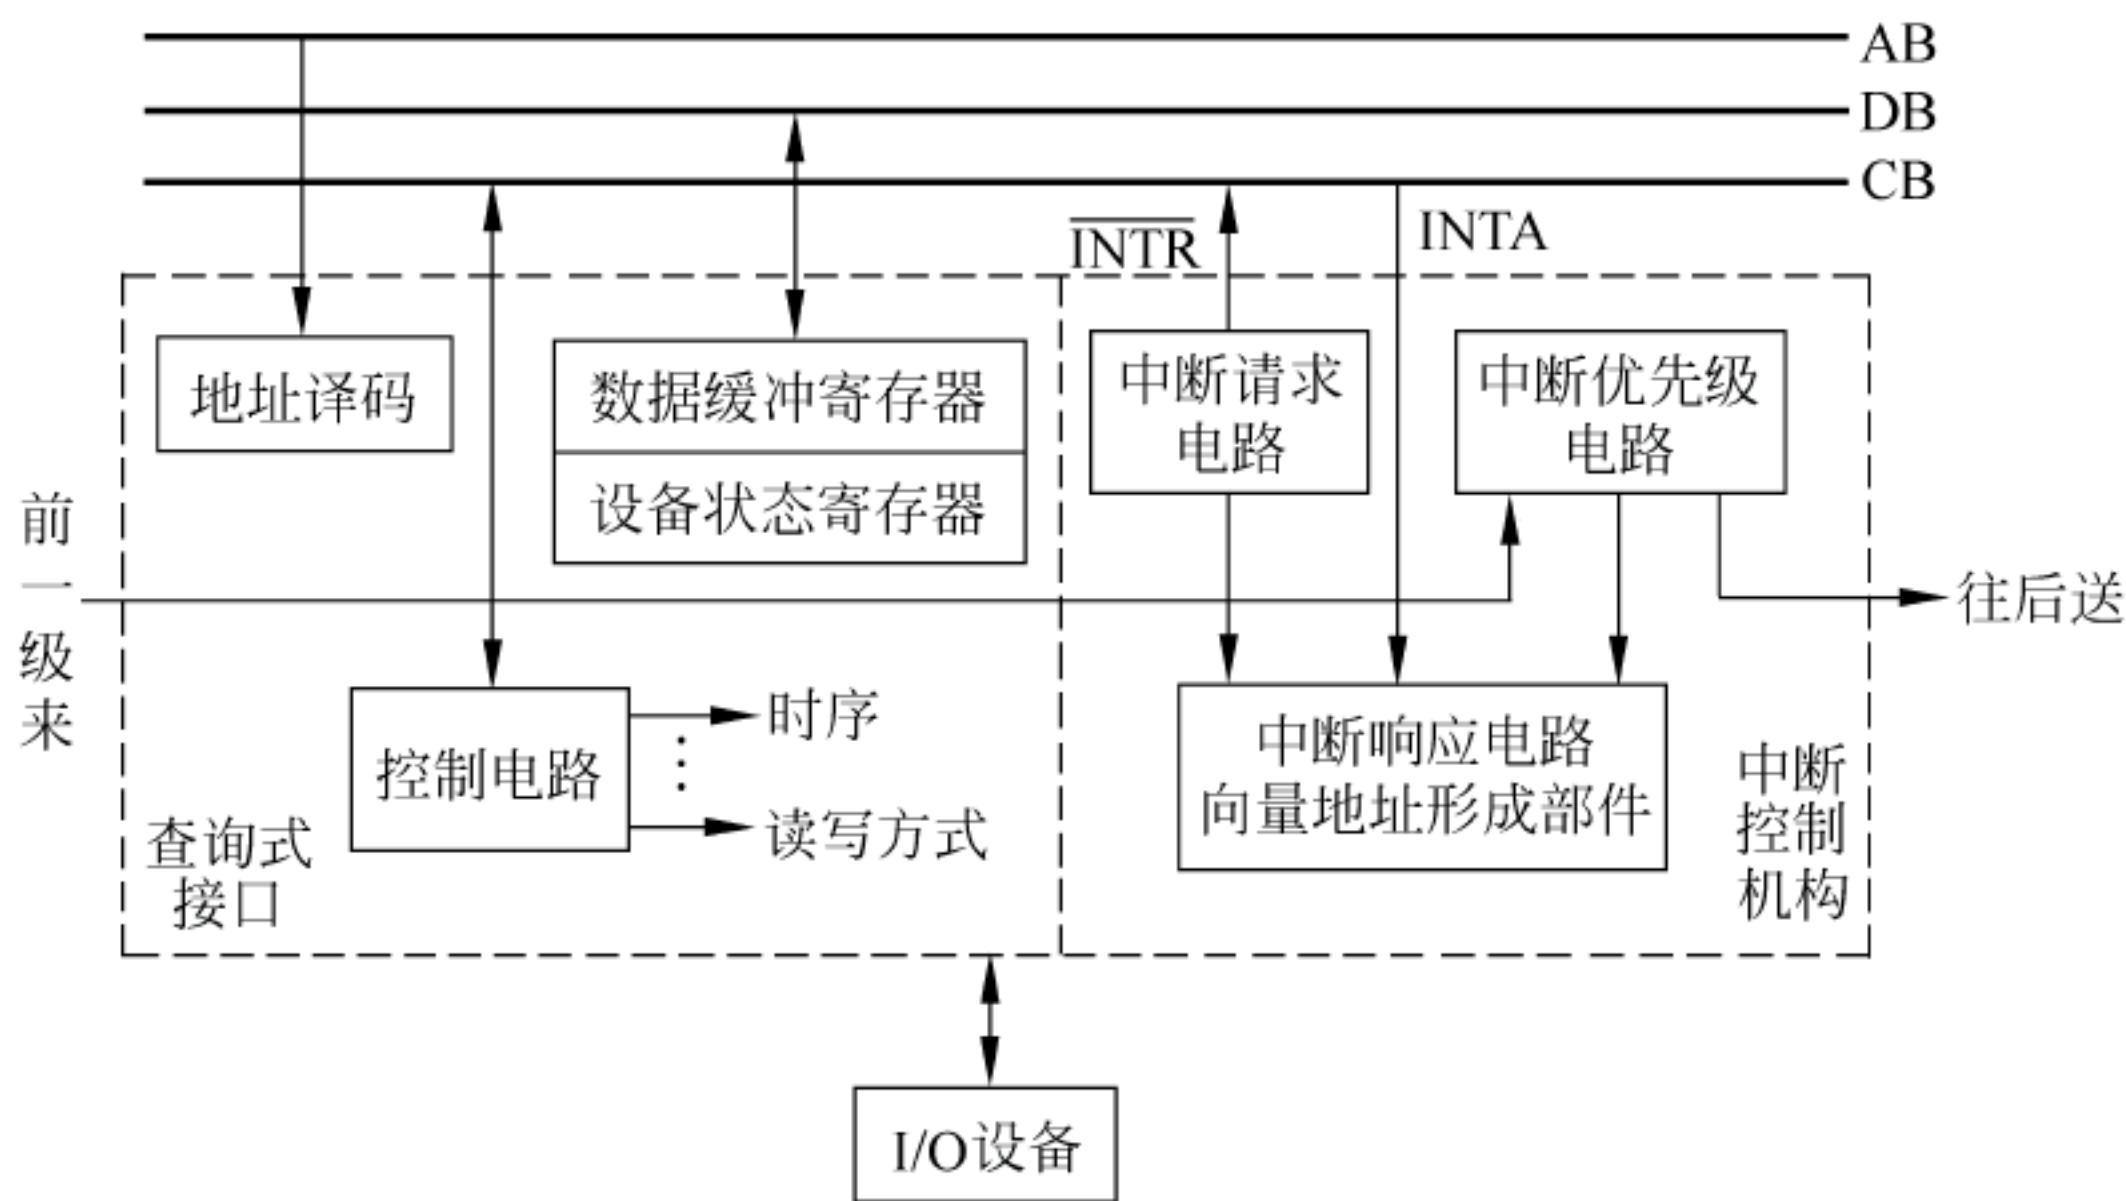 AB
DB
CB
INTR
INTA
地址译码
数据缓冲寄存器
设备状态寄存器
中断请求
电路
中断优先级
电路
前
一
级
来
往后送
控制电路
时序
读写方式
查询式
接口
中断响应电路
向量地址形成部件
中断
控制
机构
I/O设备